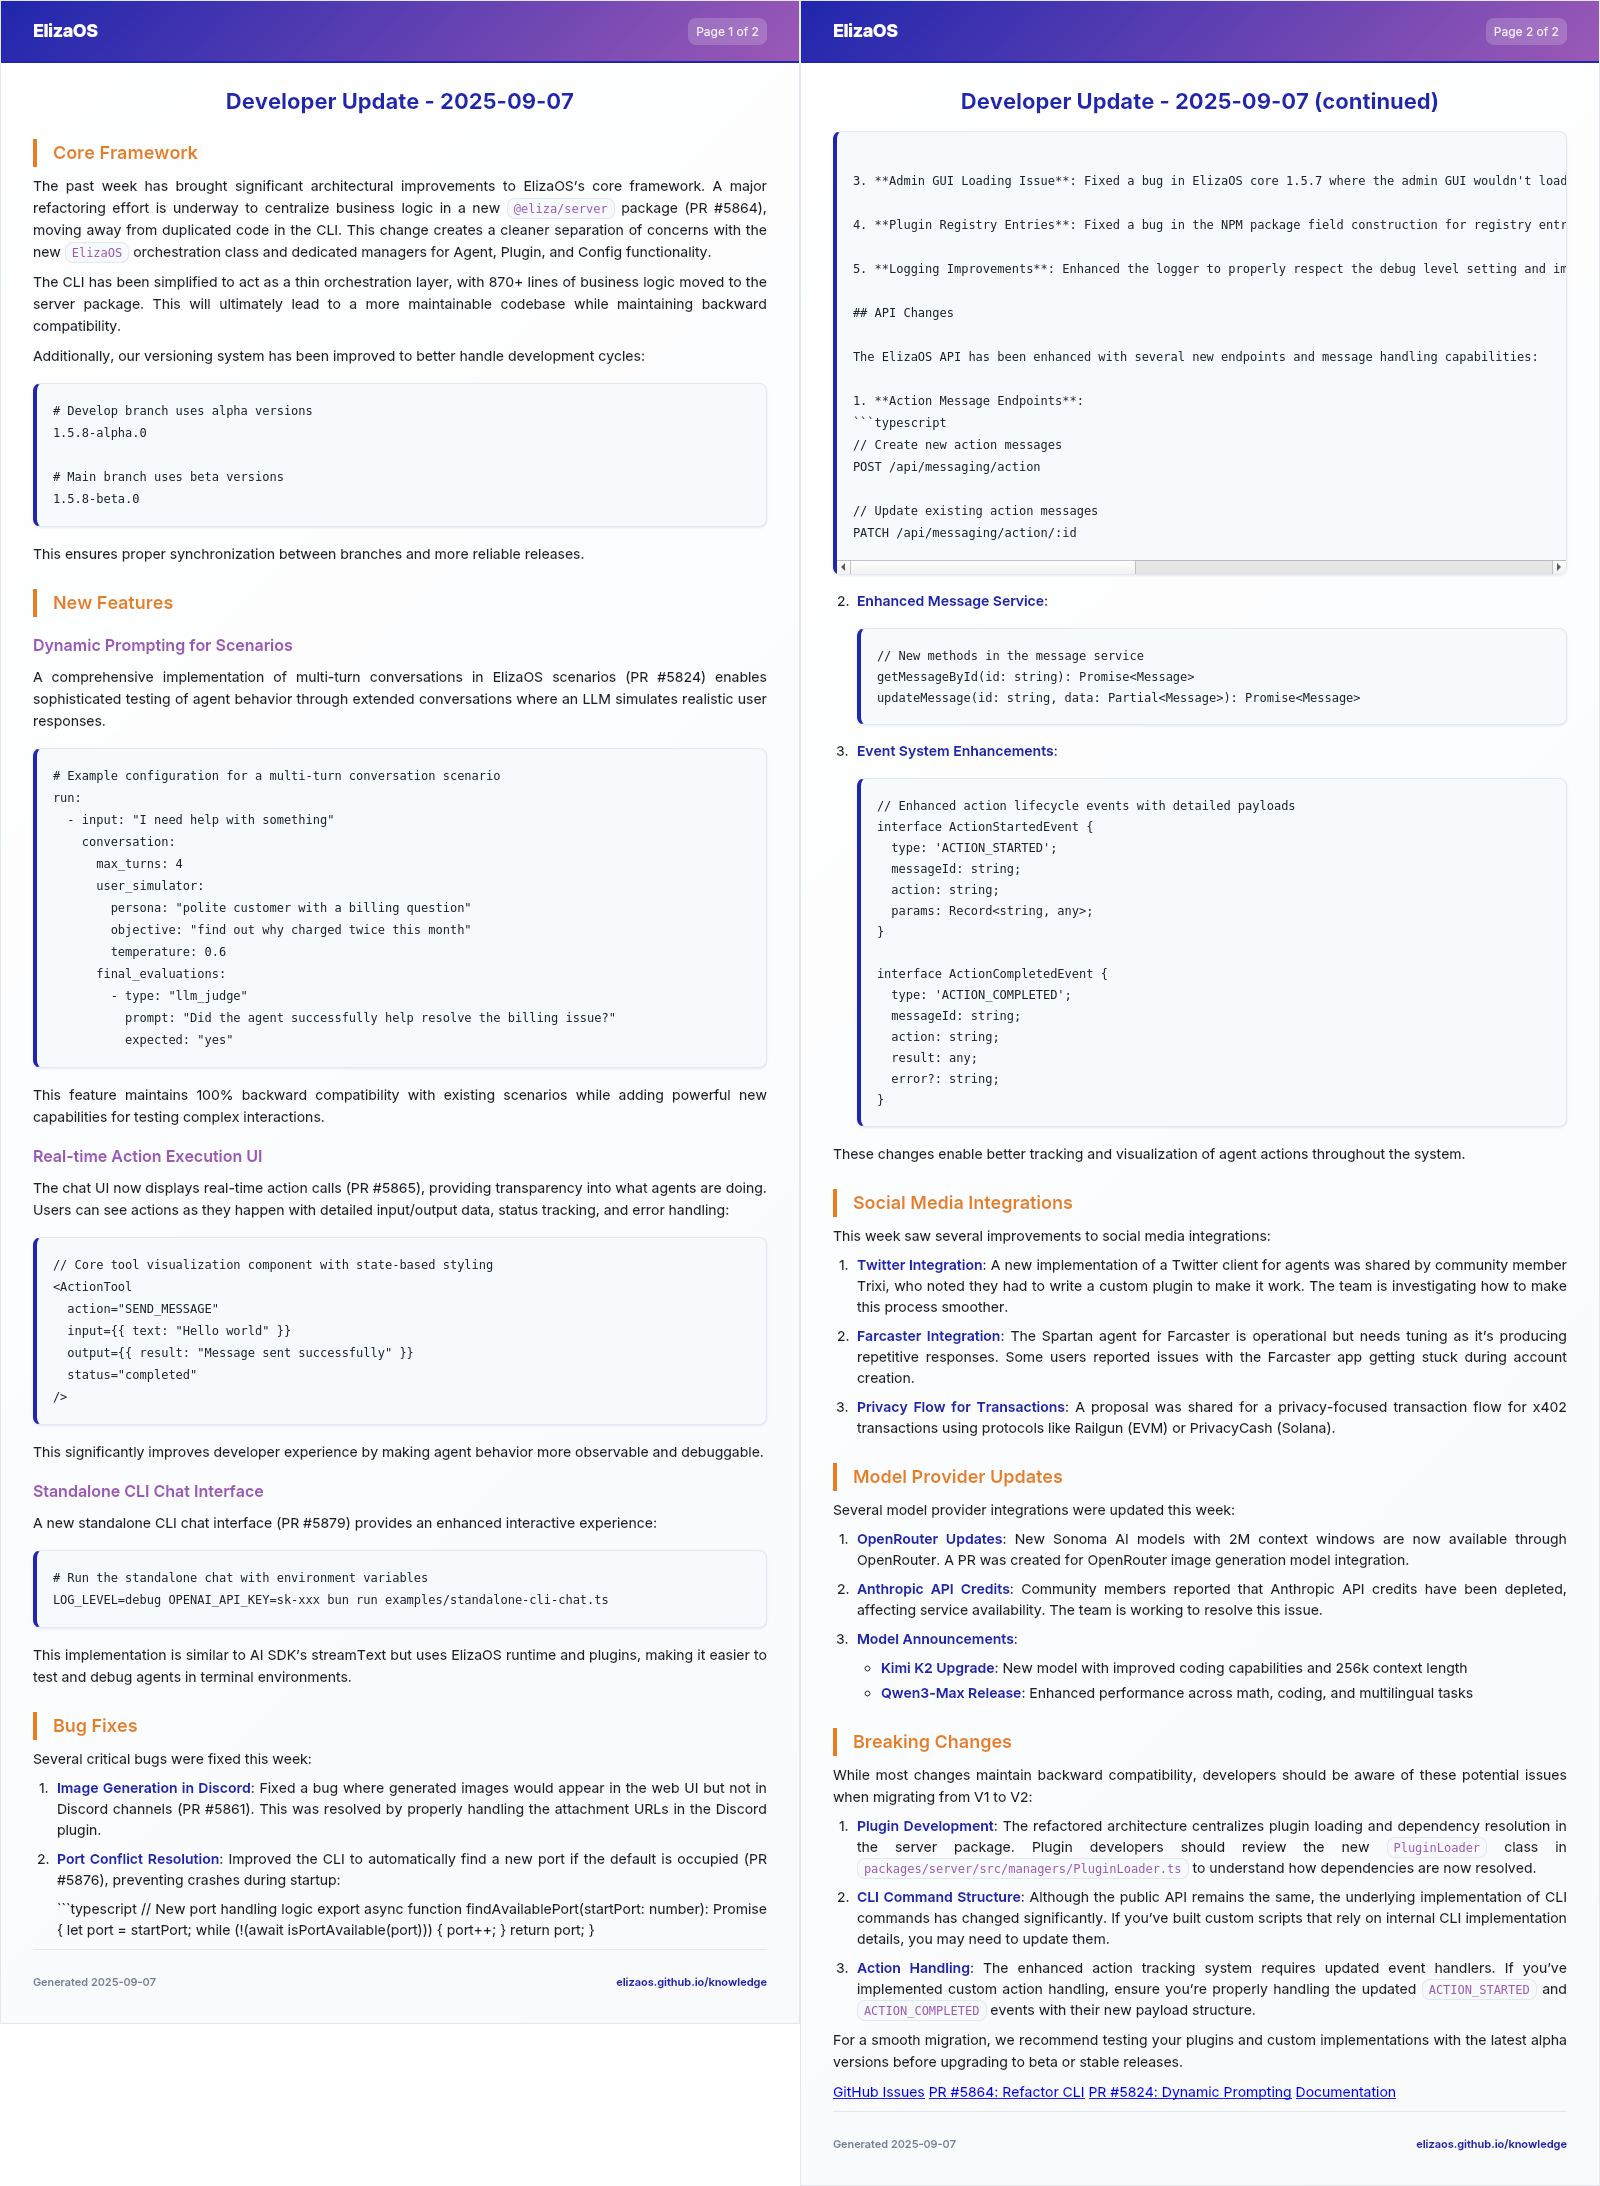 ElizaOS
Page 1 of 2
Developer Update - 2025-09-07
Core Framework
The past week has brought significant architectural improvements to ElizaOS's core framework. A major
refactoring effort is underway to centralize business logic in a new @eliza/server package (PR #5864),
moving away from duplicated code in the CLI. This change creates a cleaner separation of concerns with the
new ElizaOS orchestration class and dedicated managers for Agent, Plugin, and Config functionality.
The CLI has been simplified to act as a thin orchestration layer, with 870+ lines of business logic moved to the
server package. This will ultimately lead to a more maintainable codebase while maintaining backward
compatibility.
Additionally, our versioning system has been improved to better handle development cycles:
# Develop branch uses alpha versions
1.5.8-alpha.0
# Main branch uses beta versions
1.5.8-beta.0
This ensures proper synchronization between branches and more reliable releases.
New Features
Dynamic Prompting for Scenarios
A comprehensive implementation of multi-turn conversations in ElizaOS scenarios (PR #5824) enables
sophisticated testing of agent behavior through extended conversations where an LLM simulates realistic user
responses.
# Example configuration for a multi-turn conversation scenario
run:
  - input: "I need help with something"
    conversation:
      max_turns: 4
      user_simulator:
        persona: "polite customer with a billing question"
        objective: "find out why charged twice this month"
        temperature: 0.6
      final_evaluations:
        - type: "llm_judge"
          prompt: "Did the agent successfully help resolve the billing issue?"
          expected: "yes"
This feature maintains 100% backward compatibility with existing scenarios while adding powerful new
capabilities for testing complex interactions.
Real-time Action Execution UI
The chat UI now displays real-time action calls (PR #5865), providing transparency into what agents are doing.
Users can see actions as they happen with detailed input/output data, status tracking, and error handling:
// Core tool visualization component with state-based styling
<ActionTool
  action="SEND_MESSAGE"
  input={{ text: "Hello world" }}
  output={{ result: "Message sent successfully" }}
  status="completed"
/>
This significantly improves developer experience by making agent behavior more observable and debuggable.
Standalone CLI Chat Interface
A new standalone CLI chat interface (PR #5879) provides an enhanced interactive experience:
# Run the standalone chat with environment variables
LOG_LEVEL=debug OPENAI_API_KEY=sk-xxx bun run examples/standalone-cli-chat.ts
This implementation is similar to AI SDK's streamText but uses ElizaOS runtime and plugins, making it easier to
test and debug agents in terminal environments.
Bug Fixes
Several critical bugs were fixed this week:
1. Image Generation in Discord: Fixed a bug where generated images would appear in the web UI but not in
Discord channels (PR #5861). This was resolved by properly handling the attachment URLs in the Discord
plugin.
2. Port Conflict Resolution: Improved the CLI to automatically find a new port if the default is occupied (PR
#5876), preventing crashes during startup:
```typescript // New port handling logic export async function findAvailablePort(startPort: number): Promise
{ let port = startPort; while (!(await isPortAvailable(port))) { port++; } return port; }
Generated 2025-09-07
elizaos.github.io/knowledge
ElizaOS
Page 2 of 2
Developer Update - 2025-09-07 (continued)
3. **Admin GUI Loading Issue**: Fixed a bug in ElizaOS core 1.5.7 where the admin GUI wouldn't load
4. **Plugin Registry Entries**: Fixed a bug in the NPM package field construction for registry entr
5. **Logging Improvements**: Enhanced the logger to properly respect the debug level setting and im
## API Changes
The ElizaOS API has been enhanced with several new endpoints and message handling capabilities:
1. **Action Message Endpoints**:
```typescript
// Create new action messages
POST /api/messaging/action
// Update existing action messages
PATCH /api/messaging/action/:id
2. Enhanced Message Service:
// New methods in the message service
getMessageById(id: string): Promise<Message>
updateMessage(id: string, data: Partial<Message>): Promise<Message>
3. Event System Enhancements:
// Enhanced action lifecycle events with detailed payloads
interface ActionStartedEvent {
  type: 'ACTION_STARTED';
  messageId: string;
  action: string;
  params: Record<string, any>;
}
interface ActionCompletedEvent {
  type: 'ACTION_COMPLETED';
  messageId: string;
  action: string;
  result: any;
  error?: string;
}
These changes enable better tracking and visualization of agent actions throughout the system.
Social Media Integrations
This week saw several improvements to social media integrations:
1. Twitter Integration: A new implementation of a Twitter client for agents was shared by community member
Trixi, who noted they had to write a custom plugin to make it work. The team is investigating how to make
this process smoother.
2. Farcaster Integration: The Spartan agent for Farcaster is operational but needs tuning as it's producing
repetitive responses. Some users reported issues with the Farcaster app getting stuck during account
creation.
3. Privacy Flow for Transactions: A proposal was shared for a privacy-focused transaction flow for x402
transactions using protocols like Railgun (EVM) or PrivacyCash (Solana).
Model Provider Updates
Several model provider integrations were updated this week:
1. OpenRouter Updates: New Sonoma AI models with 2M context windows are now available through
OpenRouter. A PR was created for OpenRouter image generation model integration.
2. Anthropic API Credits: Community members reported that Anthropic API credits have been depleted,
affecting service availability. The team is working to resolve this issue.
3. Model Announcements:
Kimi K2 Upgrade: New model with improved coding capabilities and 256k context length
Qwen3-Max Release: Enhanced performance across math, coding, and multilingual tasks
Breaking Changes
While most changes maintain backward compatibility, developers should be aware of these potential issues
when migrating from V1 to V2:
1. Plugin Development: The refactored architecture centralizes plugin loading and dependency resolution in
the server package. Plugin developers should review the new PluginLoader class in
packages/server/src/managers/PluginLoader.ts to understand how dependencies are now resolved.
2. CLI Command Structure: Although the public API remains the same, the underlying implementation of CLI
commands has changed significantly. If you've built custom scripts that rely on internal CLI implementation
details, you may need to update them.
3. Action Handling: The enhanced action tracking system requires updated event handlers. If you've
implemented custom action handling, ensure you're properly handling the updated ACTION_STARTED and
ACTION_COMPLETED events with their new payload structure.
For a smooth migration, we recommend testing your plugins and custom implementations with the latest alpha
versions before upgrading to beta or stable releases.
GitHub Issues PR #5864: Refactor CLI PR #5824: Dynamic Prompting Documentation
Generated 2025-09-07
elizaos.github.io/knowledge